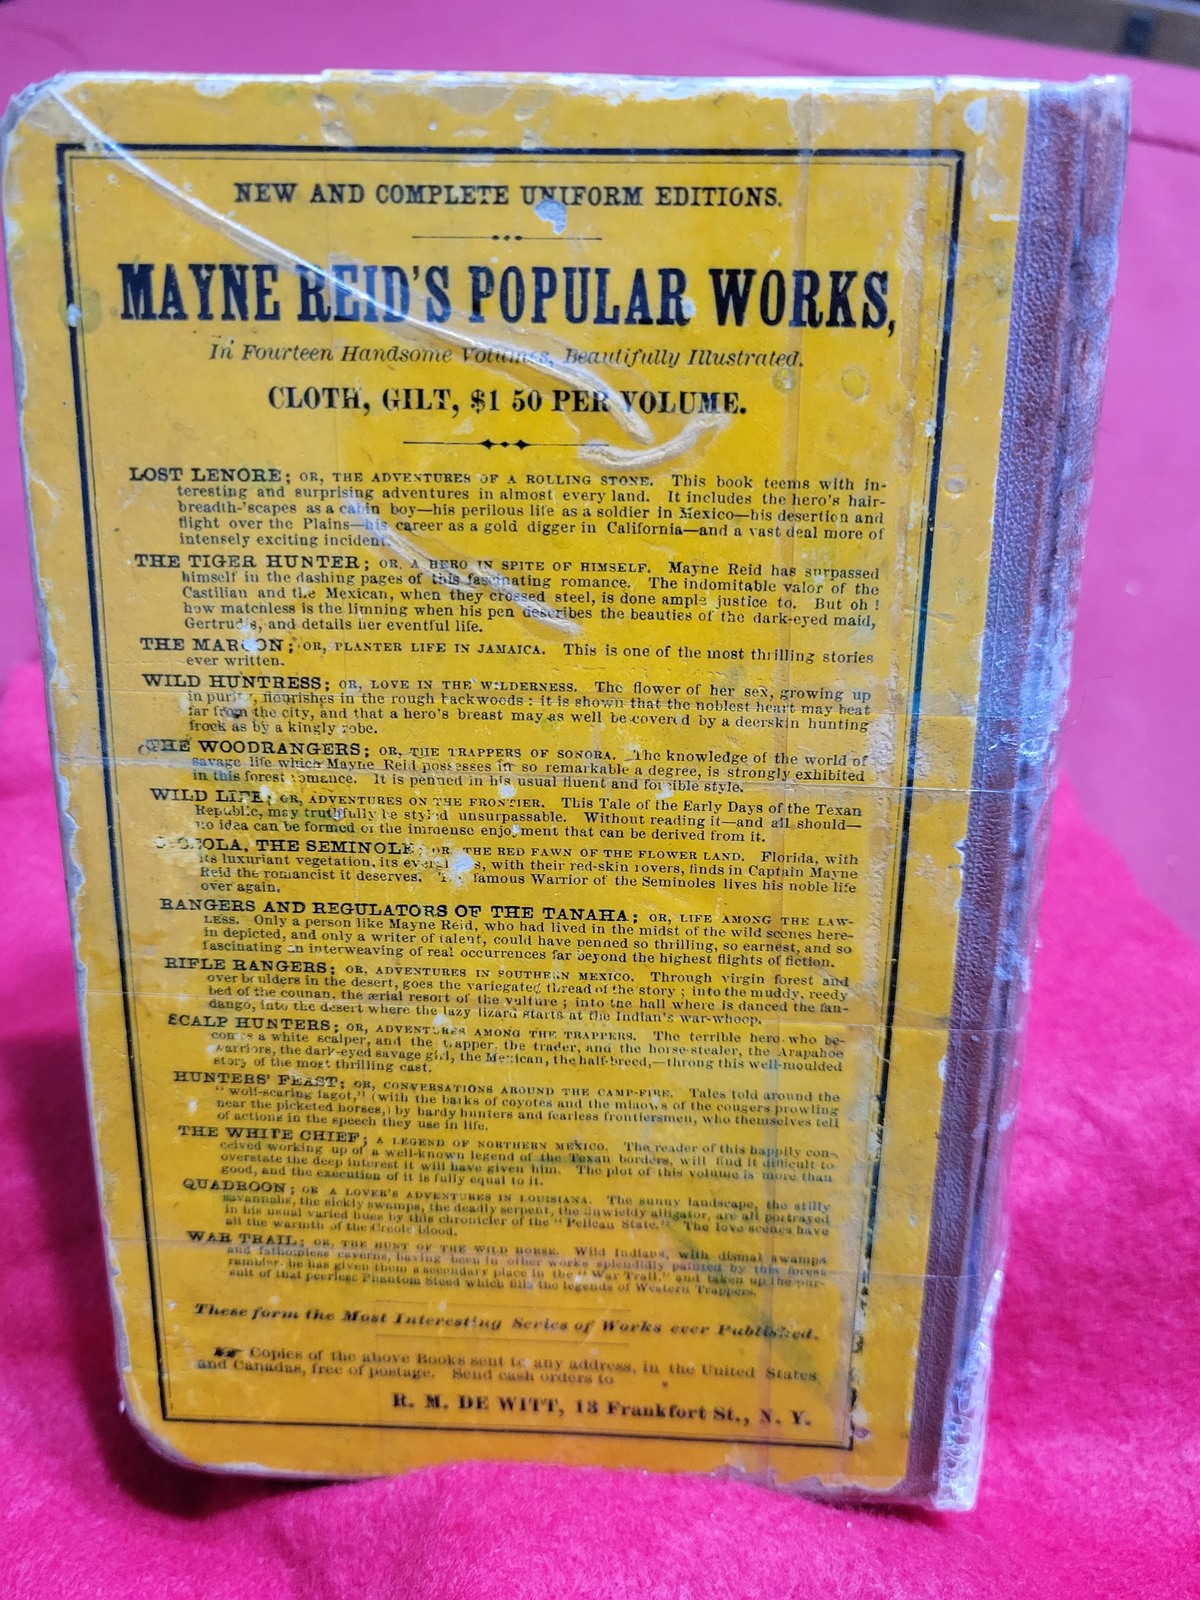 NEW AND COMPLETE UNIFORM EDITIONS.
MAYNE REID'S POPULAR WORKS,
In Fourteen Handsome Volumes, Beautifully Illustrated.
CLOTH, GILT, $1 50 PER VOLUME.
LOST LENORE; OR, THE ADVENTURES OF A ROLLING STONE. This book teems with in-
teresting and surprising adventures in almost every land. It includes the hero's hair-
breadth-'scapes as a cabin boy—his perilous life as a soldier in Mexico—his desertion and
flight over the Plains—his career as a gold digger in California—and a vast deal more of
intensely exciting incident.
THE TIGER HUNTER; OR, A HERO IN SPITE OF HIMSELF. Mayne Reid has surpassed
himself in the dashing pages of this fascinating romance. The indomitable valor of the
Castilian and the Mexican, when they crossed steel, is done ample justice to. But oh !
how matchless is the limning when his pen describes the beauties of the dark-eyed maid,
Gertrudis, and details her eventful life.
THE MAROON; OR, PLANTER LIFE IN JAMAICA. This is one of the most thrilling stories
ever written.
WILD HUNTRESS; OR, LOVE IN THE WILDERNESS. The flower of her sex, growing up
in purity, flourishes in the rough backwoods : it is shown that the noblest heart may beat
far from the city, and that a hero's breast may as well be covered by a deerskin hunting
frock as by a kingly robe.
THE WOODRANGERS; OR, THE TRAPPERS OF SONORA. The knowledge of the world of
savage life which Mayne Reid possesses in so remarkable a degree, is strongly exhibited
in this forest romance. It is penned in his usual fluent and forcible style.
WILD LIFE; OR, ADVENTURES ON THE FRONTIER. This Tale of the Early Days of the Texan
Republic, may truthfully be styled unsurpassable. Without reading it—and all should—
no idea can be formed of the immense enjoyment that can be derived from it.
OSCEOLA, THE SEMINOLE; OR, THE RED FAWN OF THE FLOWER LAND. Florida, with
its luxuriant vegetation, its everglades, with their red-skin rovers, finds in Captain Mayne
Reid the romancist it deserves. The famous Warrior of the Seminoles lives his noble life
over again.
RANGERS AND REGULATORS OF THE TANAHA; OR, LIFE AMONG THE LAW-
LESS. Only a person like Mayne Reid, who had lived in the midst of the wild scenes here-
in depicted, and only a writer of talent, could have penned so thrilling, so earnest, and so
fascinating an interweaving of real occurrences far beyond the highest flights of fiction.
RIFLE RANGERS; OR, ADVENTURES IN SOUTHERN MEXICO. Through virgin forest and
over boulders in the desert, goes the variegated thread of the story ; into the muddy, reedy
bed of the the ærial resort of the vulture ; into the hall where is danced the fan-
dango, into the desert where the lazy lizard starts at the Indian's war-whoop.
SCALP HUNTERS; OR, ADVENTURES AMONG THE TRAPPERS. The terrible hero who be-
comes a white scalper, and the trapper, the trader, and the horse-stealer, the Arapahoe
warriors, the dark-eyed savage girl, the Mexican, the half-breed,—throng this well-moulded
story of the most thrilling cast.
HUNTERS' FEAST; OR, CONVERSATIONS AROUND THE CAMP-FIRE. Tales told around the
"wolf-scaring fagot," (with the barks of coyotes and the miaows of the cougers prowling
near the picketed horses,) by hardy hunters and fearless frontiersmen, who themselves tell
of actions in the speech they use in life.
THE WHITE CHIEF; A LEGEND OF NORTHERN MEXICO. The reader of this happily con-
ceived working up of a well-known legend of the Texan borders, will find it difficult to
overstate the deep interest it will have given him. The plot of this volume is more than
good, and the execution of it is fully equal to it.
QUADROON; OR A LOVER'S ADVENTURES IN LOUISIANA. The sunny landscape, the stilly
savannahs, the sickly swamps, the deadly serpent, the unwieldy alligator, are all portrayed
in his usual varied hues by this chronicler of the "Pelican State." The love scenes have
all the warmth of the Creole blood.
WAR TRAIL; OR, THE HUNT OF THE WILD HORSE. Wild Indians, with dismal swamps
and fathomless caverns, having been in other works splendidly painted by this forest
rambler, he has given them a secondary place in the "War Trail," and taken up the pur-
suit of that peerless Phantom Steed which fills the legends of Western Trappers.
These form the Most Interesting Series of Works ever Published.
☞ Copies of the above Books sent to any address, in the United States
and Canadas, free of postage. Send cash orders to
R. M. DE WITT, 13 Frankfort St., N. Y.